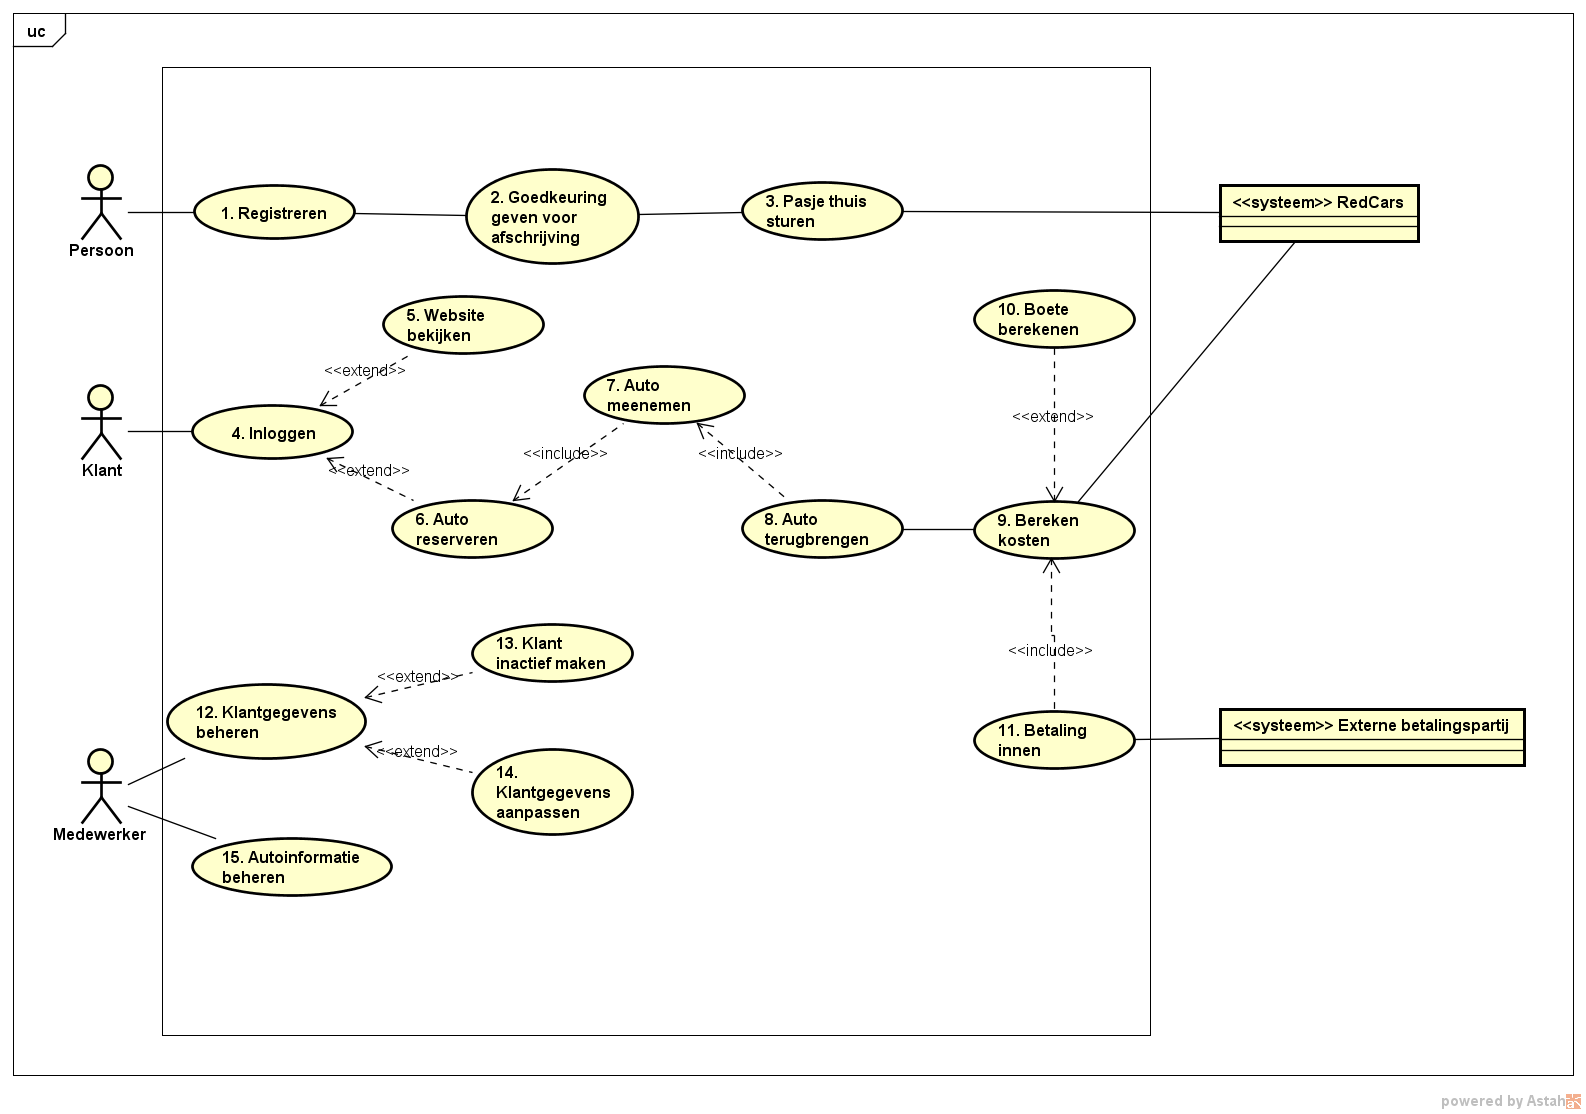 uc
Persoon
1. Registreren
2. Goedkeuring
geven voor
afschrijving
3. Pasje thuis
sturen
<<systeem>> RedCars
5. Website
bekijken
10. Boete
berekenen
<<extend>>
7. Auto
meenemen
<<extend>>
Klant
4. Inloggen
<<include>>
<<include>>
<<extend>>
6. Auto
reserveren
8. Auto
terugbrengen
9. Bereken
kosten
13. Klant
inactief maken
<<include>>
<<extend>>
12. Klantgegevens
beheren
<<extend>>
11. Betaling
innen
<<systeem>> Externe betalingspartij
14.
Klantgegevens
aanpassen
Medewerker
15. Autoinformatie
beheren
powered by Astah